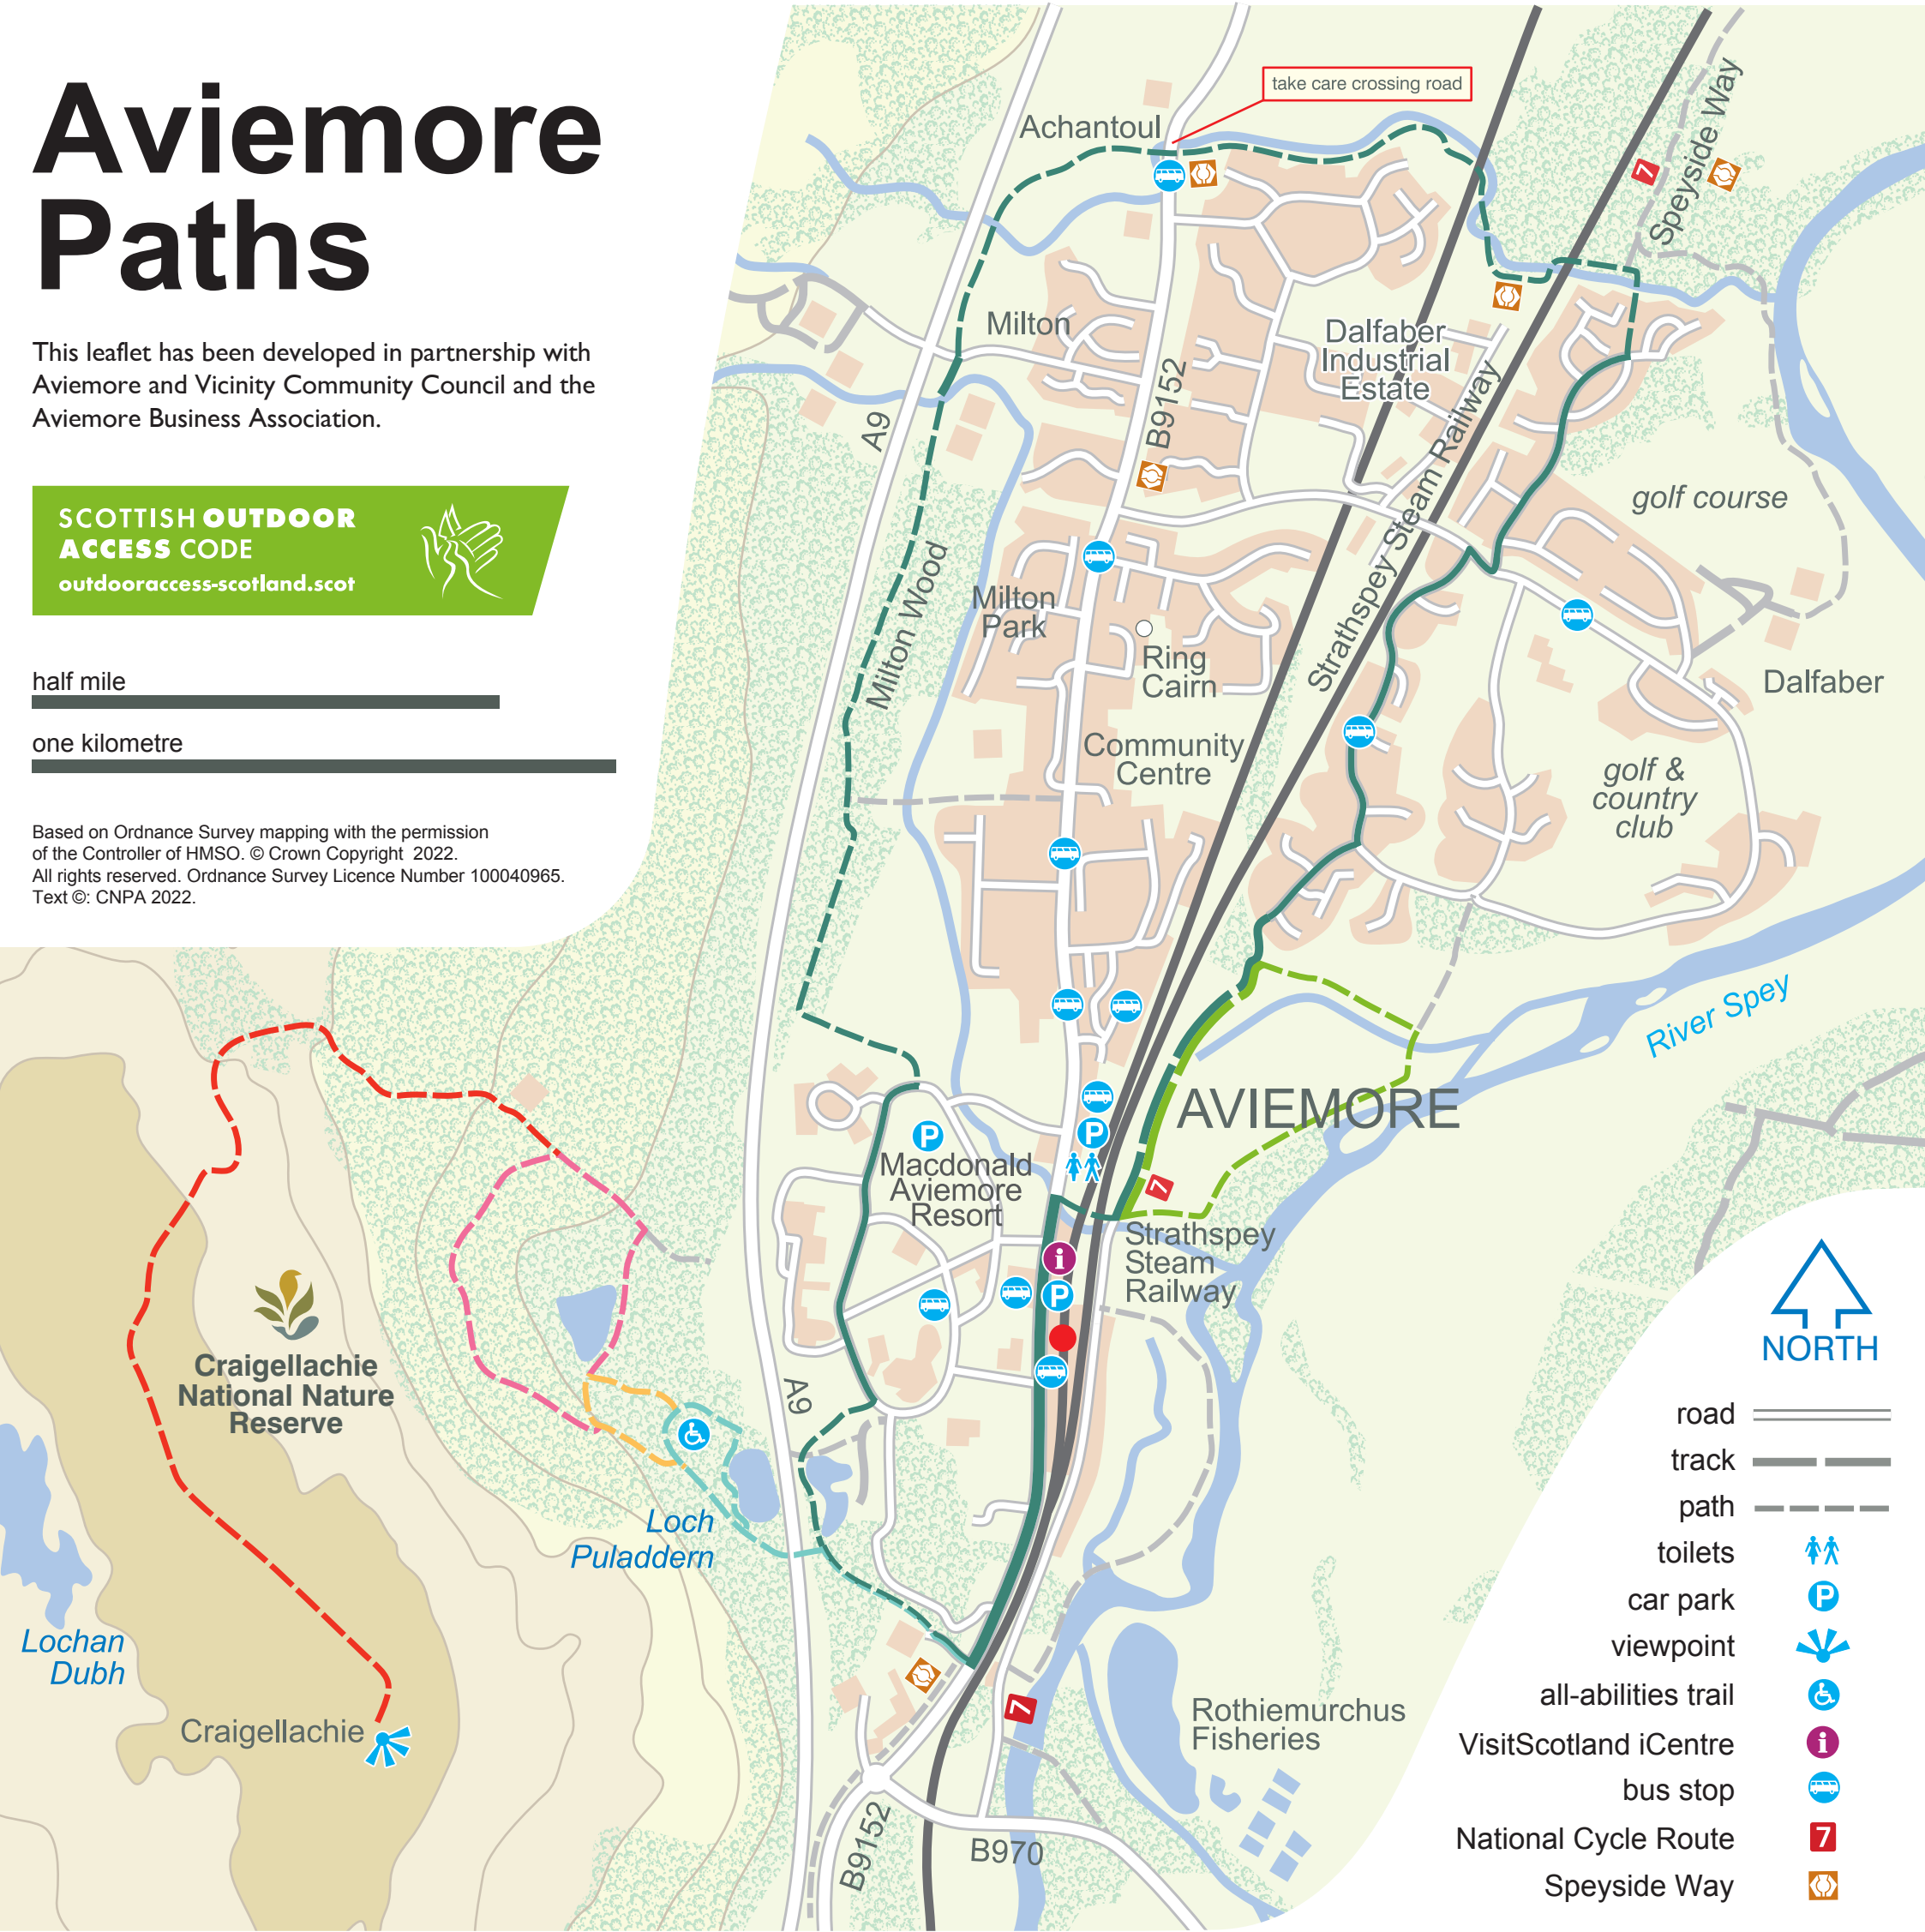 Aviemore
Paths
This leaflet has been developed in partnership with
Aviemore and Vicinity Community Council and the
Aviemore Business Association.
SCOTTISH OUTDOOR
ACCESS CODE
outdooraccess-scotland.scot
half mile
one kilometre
Based on Ordnance Survey mapping with the permission
of the Controller of HMSO. © Crown Copyright 2022.
All rights reserved. Ordnance Survey Licence Number 100040965.
Text ©: CNPA 2022.
take care crossing road
Achantoul
7
Speyside Way
Milton
Dalfaber
Industrial
Estate
A9
B9152
Strathspey Steam Railway
golf course
Milton Wood
Milton
Park
Ring
Cairn
Dalfaber
Community
Centre
golf &
country
club
River Spey
AVIEMORE
P
P
Macdonald
Aviemore
Resort
7
Strathspey
Steam
Railway
i
P
Craigellachie
National Nature
Reserve
A9
Loch
Puladdern
Lochan
Dubh
Craigellachie
7
Rothiemurchus
Fisheries
B9152
B970
NORTH
road
track
path
toilets
car park
P
viewpoint
all-abilities trail
VisitScotland iCentre
i
bus stop
National Cycle Route
7
Speyside Way